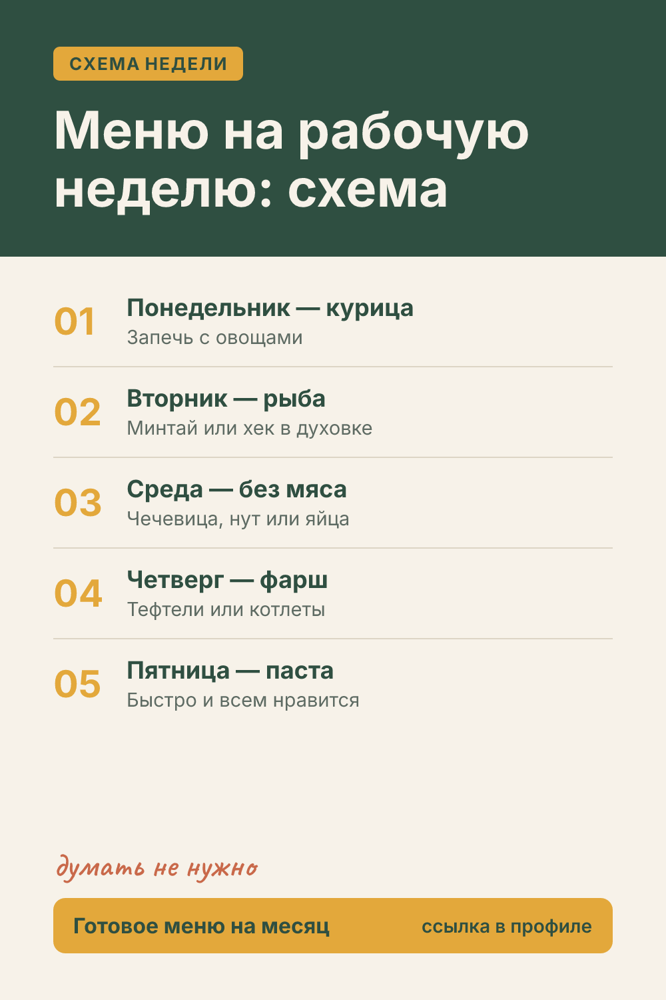 СХЕМА НЕДЕЛИ
Меню на рабочую
неделю: схема
01
Понедельник — курица
Запечь с овощами
02
Вторник — рыба
Минтай или хек в духовке
03
Среда — без мяса
Чечевица, нут или яйца
04
Четверг — фарш
Тефтели или котлеты
05
Пятница — паста
Быстро и всем нравится
думать не нужно
Готовое меню на месяц
ссылка в профиле